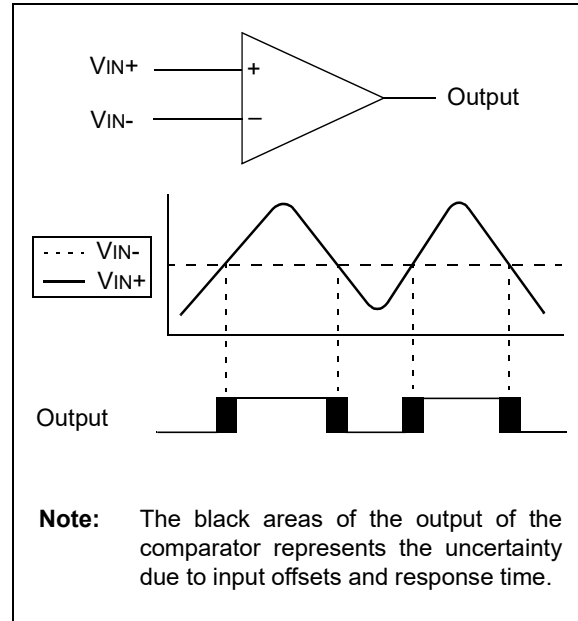 VIN+
+
VIN-
−
Output
VIN-
VIN+
Output
Note: The black areas of the output of the
comparator represents the uncertainty
due to input offsets and response time.